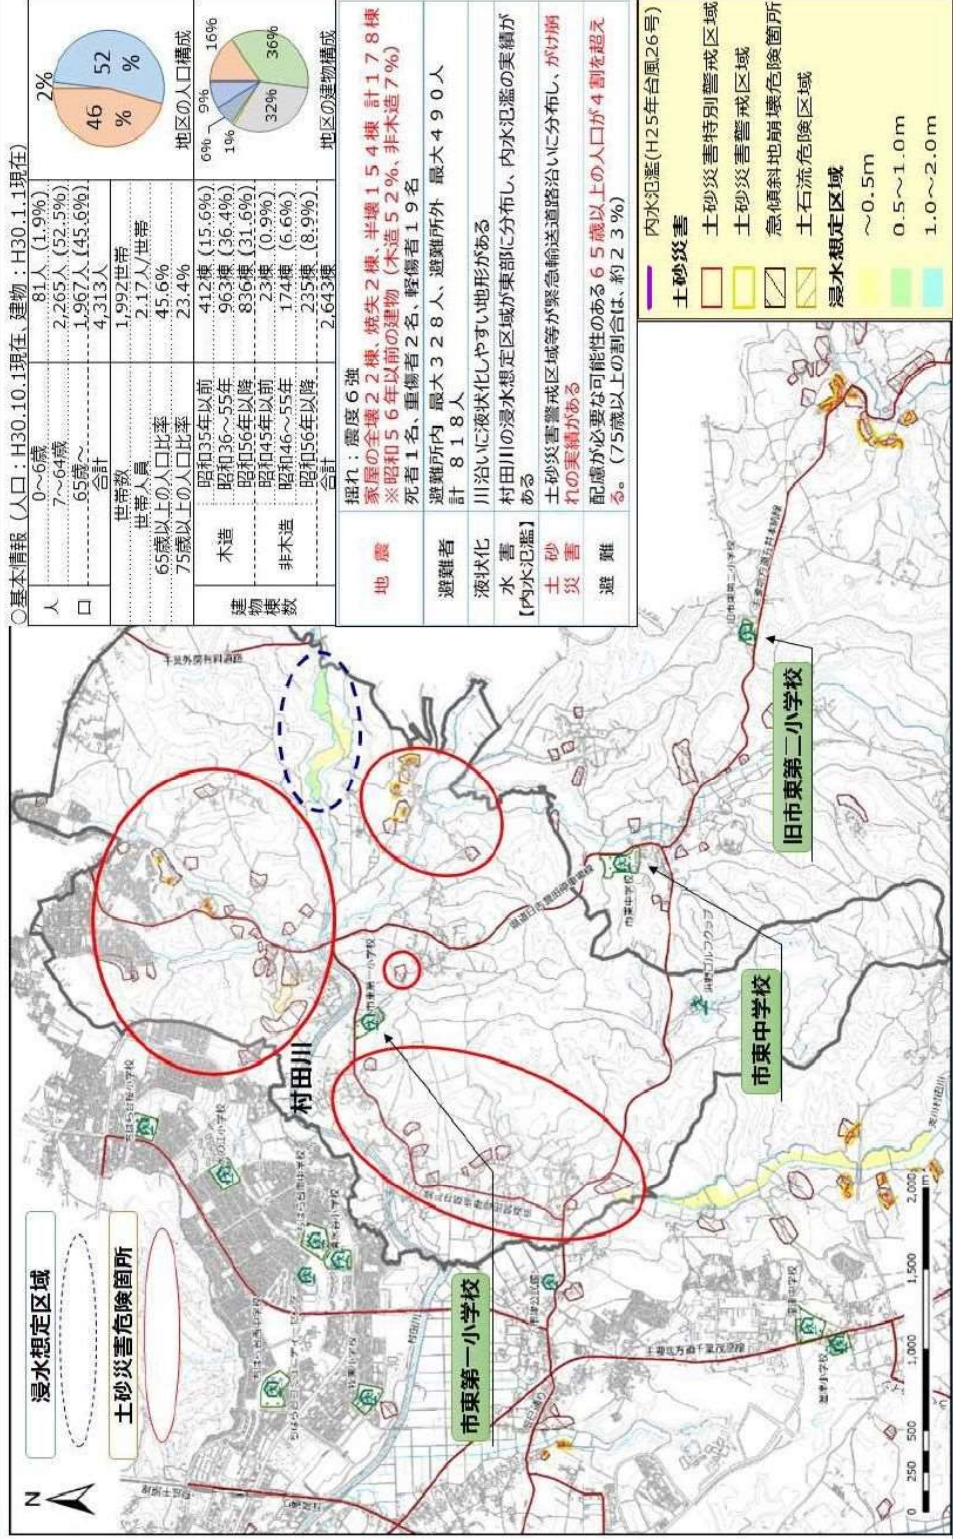 ○基本情報（人口：H30.10.1現在、建物：H30.1.1現在）
人口
0～6歳 81人 (1.9%)
7～64歳 2,265人 (52.5%)
65歳～ 1,967人 (45.6%)
合計 4,313人
世帯数 1,992世帯
世帯人員 2.17人/世帯
65歳以上の人口比率 45.6%
75歳以上の人口比率 23.4%
建物棟数
木造
昭和35年以前 412棟 (15.6%)
昭和36～55年 963棟 (36.4%)
昭和56年以降 836棟 (31.6%)
非木造
昭和45年以前 23棟 (0.9%)
昭和46～55年 174棟 (6.6%)
昭和56年以降 235棟 (8.9%)
合計 2,643棟
2%
46%
52%
地区の人口構成
16%
9%
6%
1%
36%
32%
地区の建物構成
地 震
揺れ：震度６強
家屋の全壊２２棟、焼失２棟、半壊１５４棟 計１７８棟
※昭和５６年以前の建物（木造５２％、非木造７％）
死者１名、重傷者２名、軽傷者１９名
避難者
避難所内 最大３２８人、避難所外 最大４９０人
計 ８１８人
液状化
川沿いに液状化しやすい地形がある
水 害
【内水氾濫】
村田川の浸水想定区域が東部に分布し、内水氾濫の実績が
ある
土 砂
災 害
土砂災害警戒区域等が緊急輸送道路沿いに分布し、がけ崩
れの実績がある
避 難
配慮が必要な可能性のある６５歳以上の人口が４割を超え
る。（75歳以上の割合は、約２３％）
内水氾濫(H25年台風26号)
土砂災害
土砂災害特別警戒区域
土砂災害警戒区域
急傾斜地崩壊危険箇所
土石流危険区域
浸水想定区域
～0.5m
0.5～1.0m
1.0～2.0m
N
浸水想定区域
土砂災害危険箇所
村田川
市東第一小学校
市東中学校
旧市東第二小学校
市東第一小学校
市東中学校
旧市東第二小学校
村田川
0 250 500 1,000 1,500 2,000
m